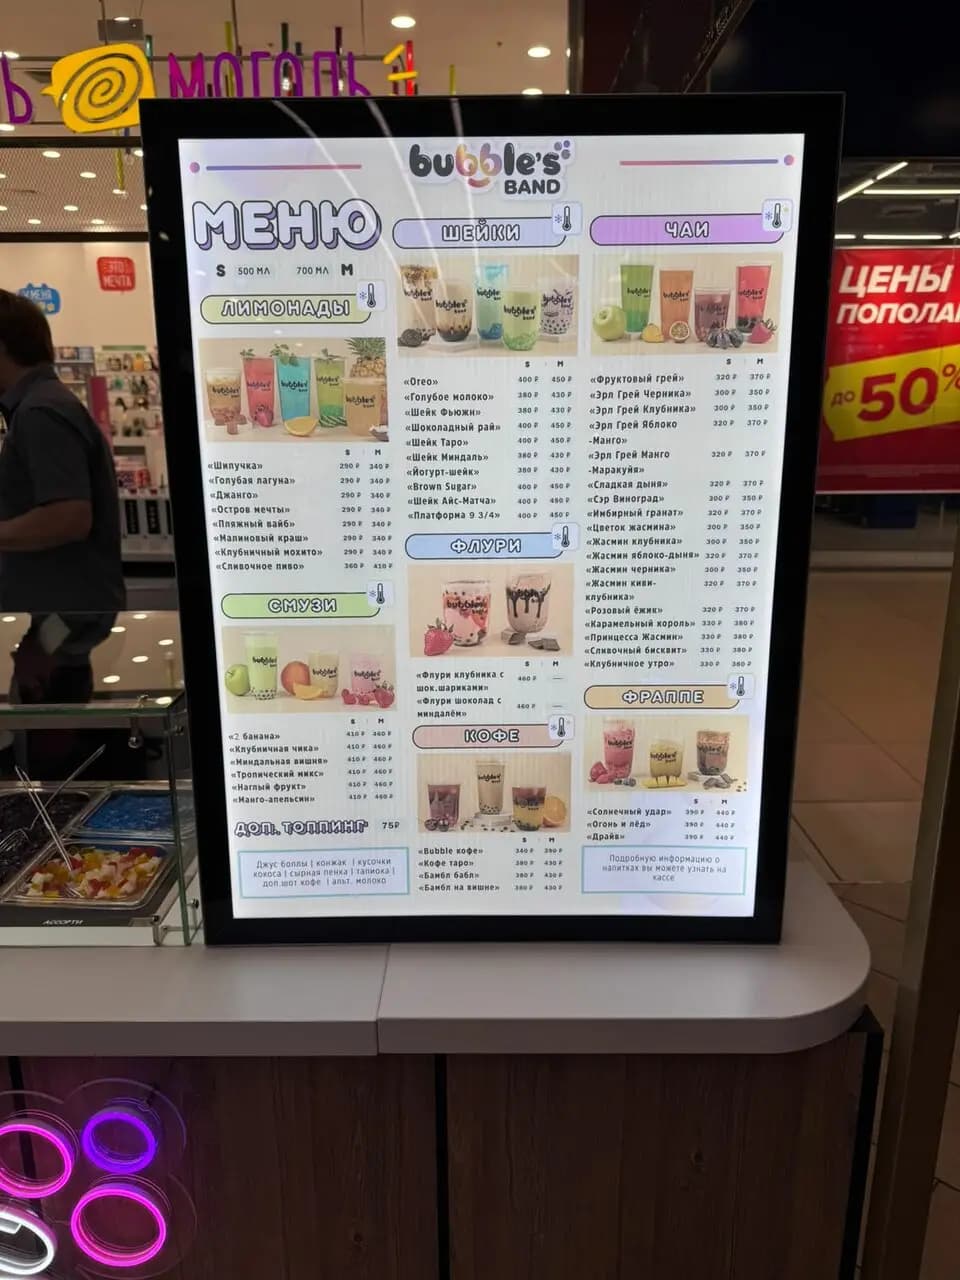 МОГОЛЬ
ЭТО
МЕЧТА
ЦЕНЫ
ПОПОЛА
ДО 50%
bubble's
BAND
МЕНЮ
S 500 МЛ 700 МЛ M
ЛИМОНАДЫ
S M
«Шипучка» 290 ₽ 340 ₽
«Голубая лагуна» 290 ₽ 340 ₽
«Джанго» 290 ₽ 340 ₽
«Остров мечты» 290 ₽ 340 ₽
«Пляжный вайб» 290 ₽ 340 ₽
«Малиновый краш» 290 ₽ 340 ₽
«Клубничный мохито» 290 ₽ 340 ₽
«Сливочное пиво» 360 ₽ 410 ₽
СМУЗИ
S M
«2 банана» 410 ₽ 460 ₽
«Клубничная чика» 410 ₽ 460 ₽
«Миндальная вишня» 410 ₽ 460 ₽
«Тропический микс» 410 ₽ 460 ₽
«Наглый фрукт» 410 ₽ 460 ₽
«Манго-апельсин» 410 ₽ 460 ₽
ДОП. ТОППИНГ 75₽
Джус боллы | конжак | кусочки
кокоса | сырная пенка | тапиока |
доп.шот кофе | альт. молоко
ШЕЙКИ
S M
«Орео» 400 ₽ 450 ₽
«Голубое молоко» 380 ₽ 430 ₽
«Шейк Фьюжн» 380 ₽ 430 ₽
«Шоколадный рай» 400 ₽ 450 ₽
«Шейк Таро» 400 ₽ 450 ₽
«Шейк Миндаль» 380 ₽ 430 ₽
«Йогурт-шейк» 380 ₽ 430 ₽
«Brown Sugar» 400 ₽ 450 ₽
«Шейк Айс-Матча» 400 ₽ 450 ₽
«Платформа 9 3/4» 400 ₽ 450 ₽
ФЛУРИ
S M
«Флури клубника с
шок.шариками» 460 ₽ —
«Флури шоколад с
миндалём» 460 ₽ —
КОФЕ
S M
«Bubble кофе» 340 ₽ 390 ₽
«Кофе таро» 380 ₽ 430 ₽
«Бамбл бабл» 380 ₽ 430 ₽
«Бамбл на вишне» 380 ₽ 430 ₽
ЧАИ
S M
«Фруктовый грей» 320 ₽ 370 ₽
«Эрл Грей Черника» 300 ₽ 350 ₽
«Эрл Грей Клубника» 300 ₽ 350 ₽
«Эрл Грей Яблоко 320 ₽ 370 ₽
-Манго»
«Эрл Грей Манго 320 ₽ 370 ₽
-Маракуйя»
«Сладкая дыня» 320 ₽ 370 ₽
«Сэр Виноград» 300 ₽ 350 ₽
«Имбирный гранат» 320 ₽ 370 ₽
«Цветок жасмина» 300 ₽ 350 ₽
«Жасмин клубника» 300 ₽ 350 ₽
«Жасмин яблоко-дыня» 320 ₽ 370 ₽
«Жасмин черника» 300 ₽ 350 ₽
«Жасмин киви- 320 ₽ 370 ₽
клубника»
«Розовый ёжик» 320 ₽ 370 ₽
«Карамельный король» 330 ₽ 380 ₽
«Принцесса Жасмин» 330 ₽ 380 ₽
«Сливочный бисквит» 330 ₽ 380 ₽
«Клубничное утро» 330 ₽ 380 ₽
ФРАППЕ
S M
«Солнечный удар» 390 ₽ 440 ₽
«Огонь и лёд» 390 ₽ 440 ₽
«Драйв» 390 ₽ 440 ₽
Подробную информацию о
напитках вы можете узнать на
кассе
АССОРТИ